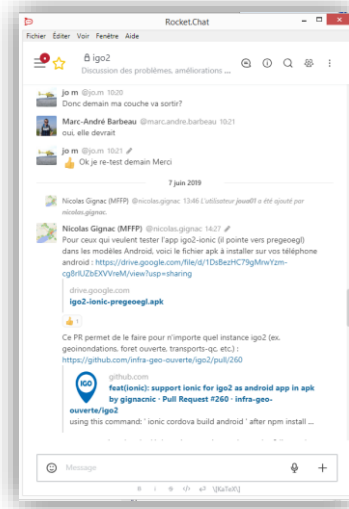 Rocket.Chat
Fichier Éditer Voir Fenêtre Aide
igo2
Discussion des problèmes, améliorations ...
jo m @jo.m 10:20
Donc demain ma couche va sortir?
Marc-André Barbeau @marc.andre.barbeau 10:21
oui, elle devrait
jo m @jo.m 10:21
Ok je re-test demain Merci
7 juin 2019
Nicolas Gignac (MFFP) @nicolas.gignac 13:46 L'utilisateur joue01 a été ajouté par
nicolas.gignac.
Nicolas Gignac (MFFP) @nicolas.gignac 14:27
Pour ceux qui veulent tester l'app igo2-ionic (il pointe vers pregeoegl)
dans les modèles Android, voici le fichier apk à installer sur vos téléphone
android : https://drive.google.com/file/d/1DsBezHC79gMrwYzm-
cg8rIUZbEXVVreM/view?usp=sharing
drive.google.com
igo2-ionic-pregeoegl.apk
1
Ce PR permet de le faire pour n'importe quel instance igo2 (ex.
geoinondations, foret ouverte, transports-qc, etc.) :
https://github.com/infra-geo-ouverte/igo2/pull/260
IGO
github.com
feat(ionic): support ionic for igo2 as android app in apk
by gignacnic · Pull Request #260 · infra-geo-
ouverte/igo2
using this command: ' ionic cordova build android ' after npm install ...
Message
B I S </> \[KaTeX\]